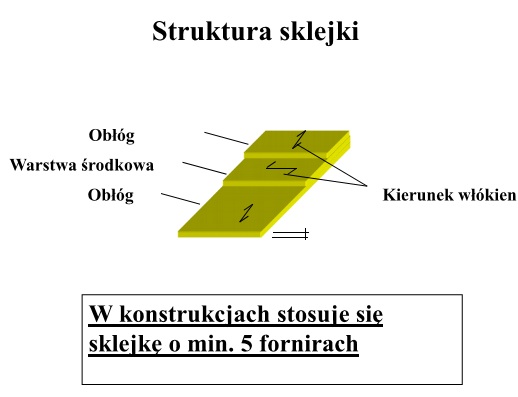 Struktura sklejki
Obłóg
Warstwa środkowa
Obłóg
Kierunek włókien
W konstrukcjach stosuje się
sklejkę o min. 5 fornirach